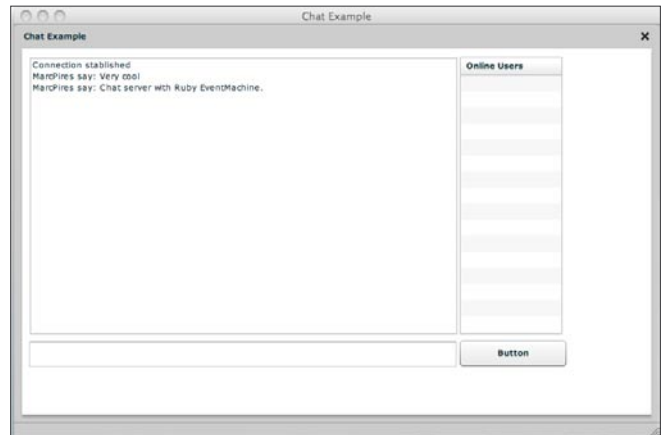 Chat Example
Chat Example
Connection stablished
MarcPires say: Very cool
MarcPires say: Chat server wth Ruby EventMachine.
Online Users
Button